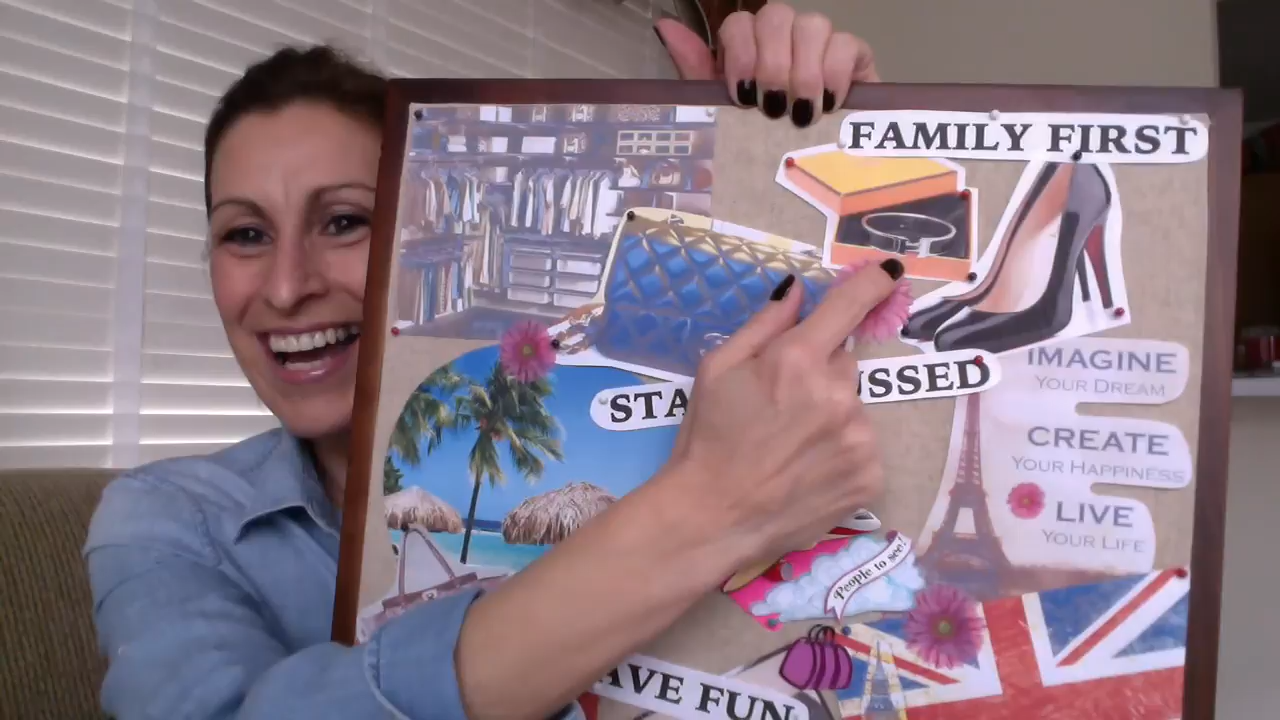 FAMILY FIRST
STA USSED
IMAGINE
YOUR DREAM
CREATE
YOUR HAPPINESS
LIVE
YOUR LIFE
People to see!
AVE FUN